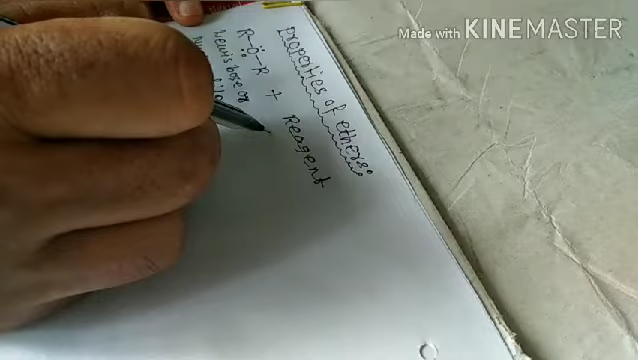 Made with KINEMASTER
Properties of ethers:
R-Ö-R + Reagent
Lewis base or